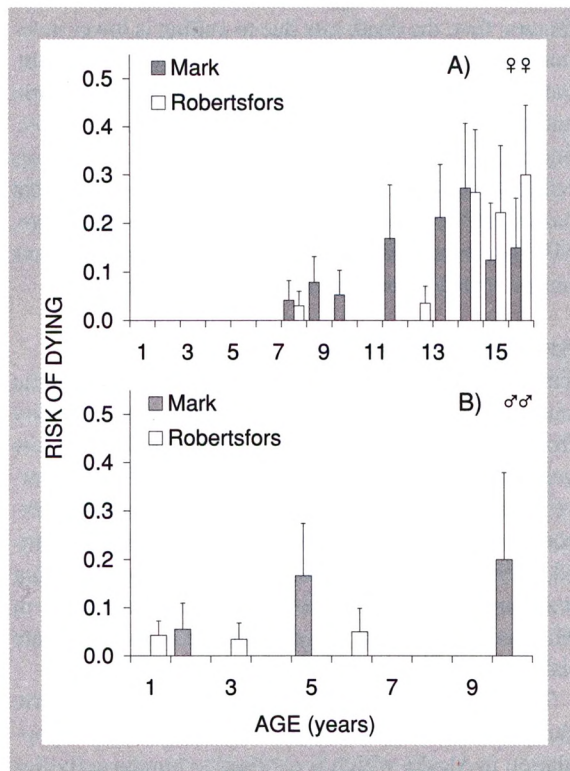 RISK OF DYING
A) ♀♀
Mark
Robertsfors
0.5
0.4
0.3
0.2
0.1
0.0
1 3 5 7 9 11 13 15
B) ♂♂
Mark
Robertsfors
0.5
0.4
0.3
0.2
0.1
0.0
1 3 5 7 9
AGE (years)